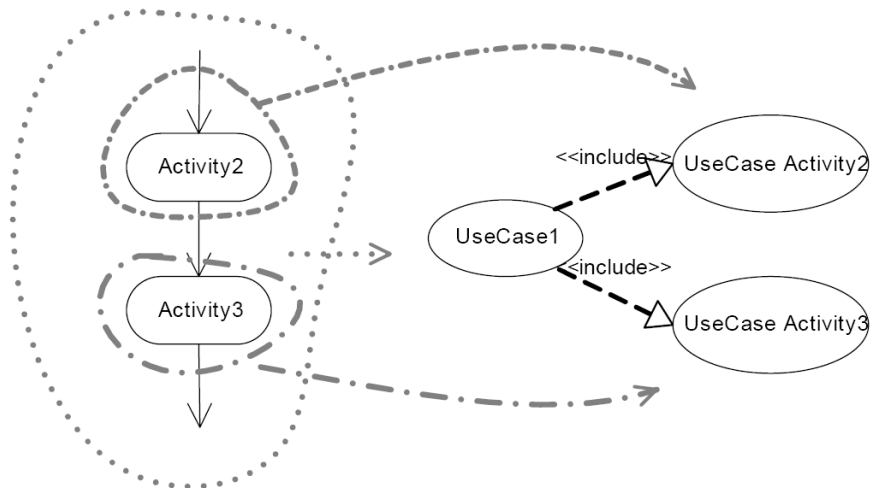 Activity2
Activity3
UseCase1
<<include>>
<<include>>
UseCase Activity2
UseCase Activity3